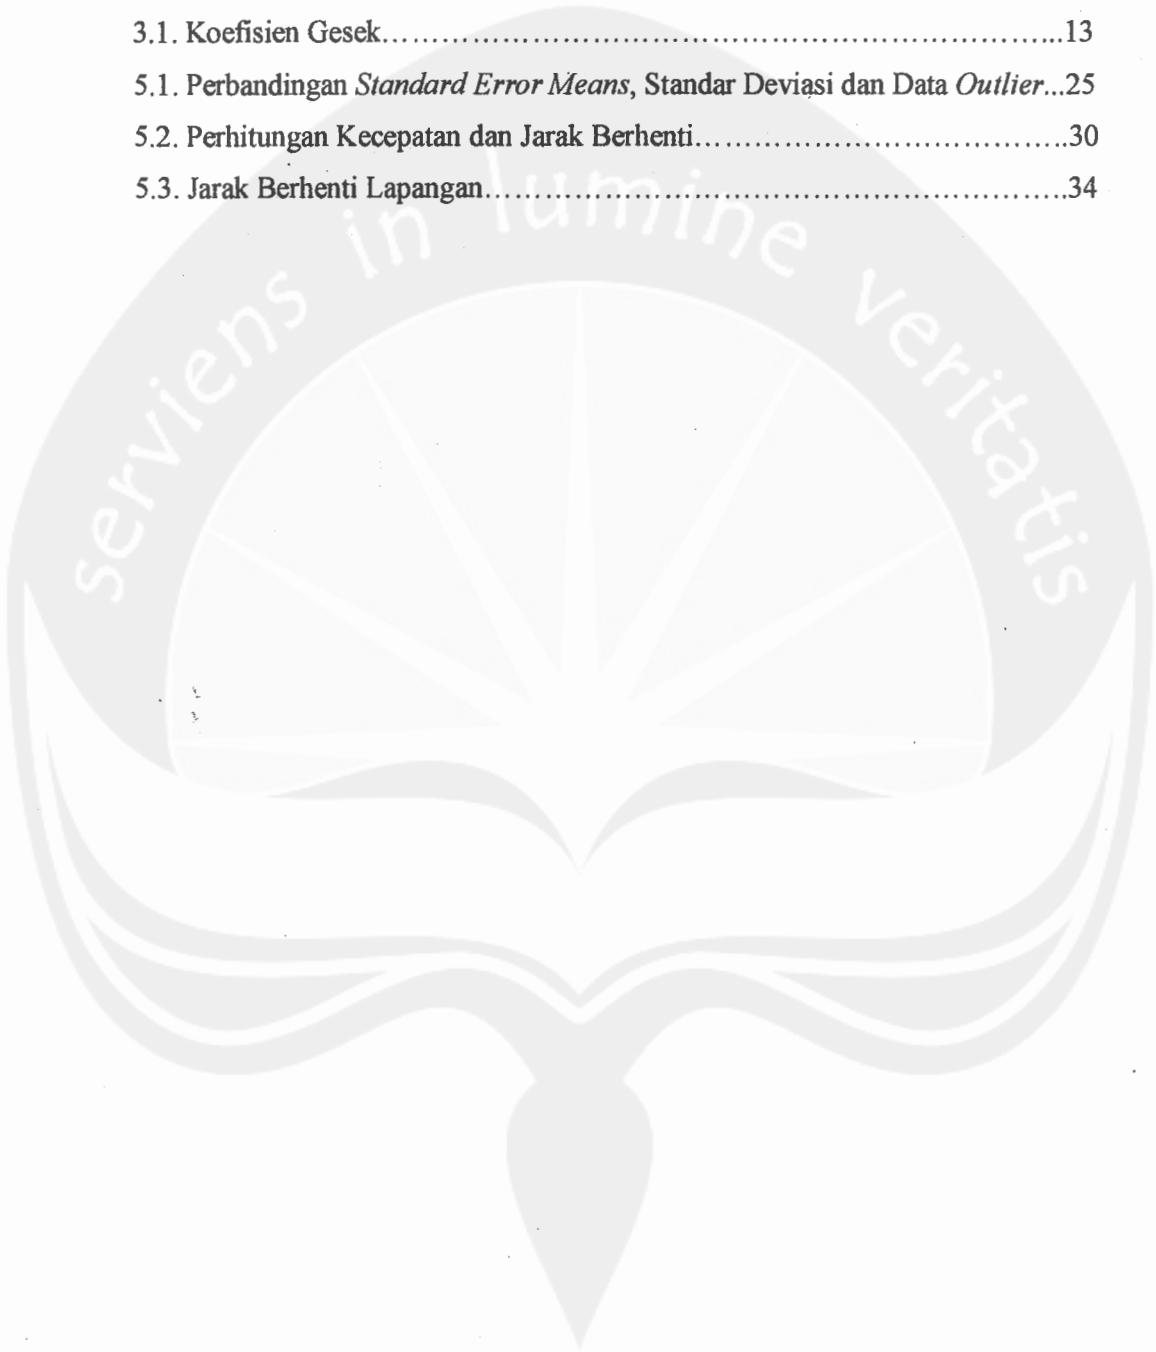 3.1. Koefisien Gesek......................................................................13
5.1. Perbandingan Standard Error Means, Standar Deviasi dan Data Outlier...25
5.2. Perhitungan Kecepatan dan Jarak Berhenti......................................30
5.3. Jarak Berhenti Lapangan............................................................34
serviens in lumine veritatis